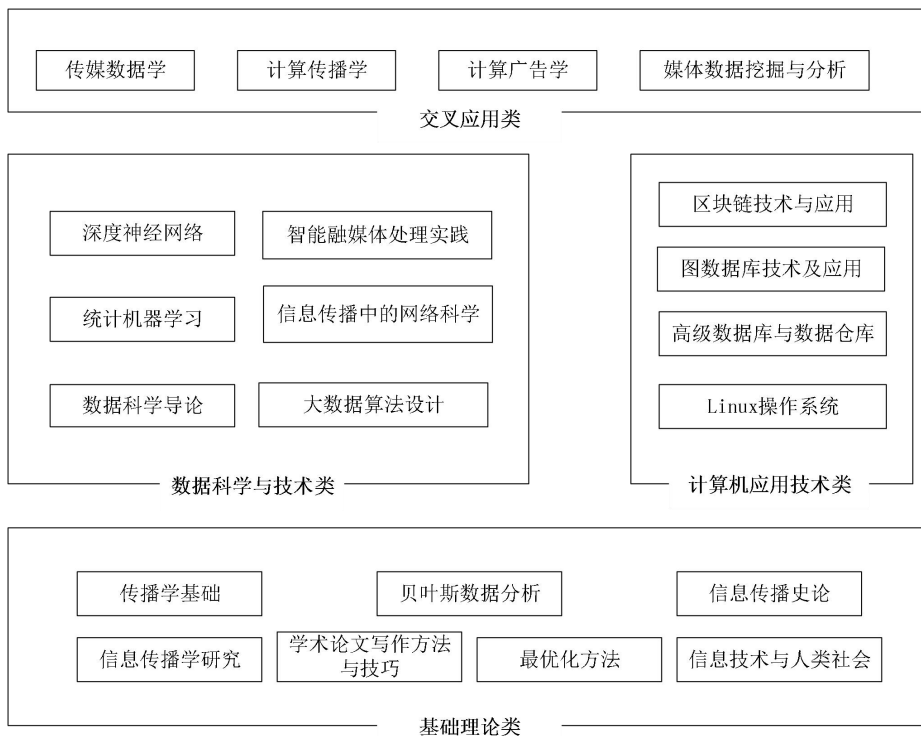 传媒数据学
计算传播学
计算广告学
媒体数据挖掘与分析
交叉应用类
深度神经网络
智能融媒体处理实践
统计机器学习
信息传播中的网络科学
数据科学导论
大数据算法设计
数据科学与技术类
区块链技术与应用
图数据库技术及应用
高级数据库与数据仓库
Linux操作系统
计算机应用技术类
传播学基础
贝叶斯数据分析
信息传播史论
信息传播学研究
学术论文写作方法
与技巧
最优化方法
信息技术与人类社会
基础理论类